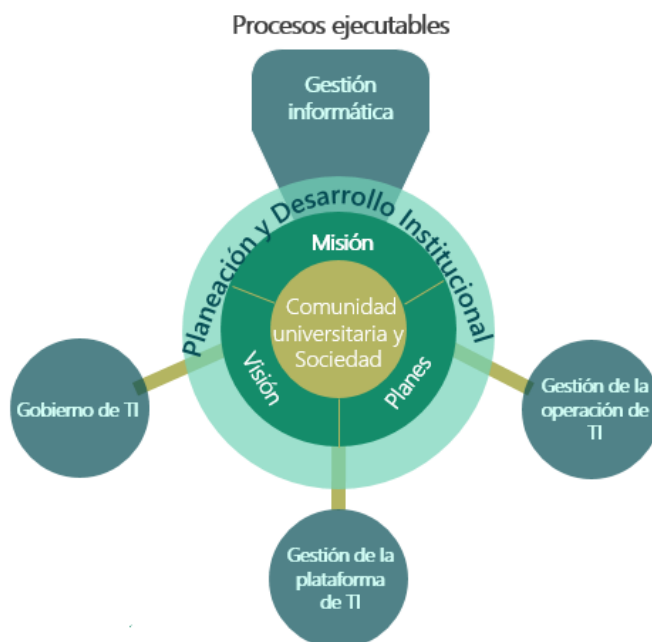 Procesos ejecutables
Gestión
informática
Planeación y Desarrollo Institucional
Misión
Comunidad
universitaria y
Sociedad
Visión
Planes
Gobierno de TI
Gestión de la
operación de
TI
Gestión de la
plataforma
de TI